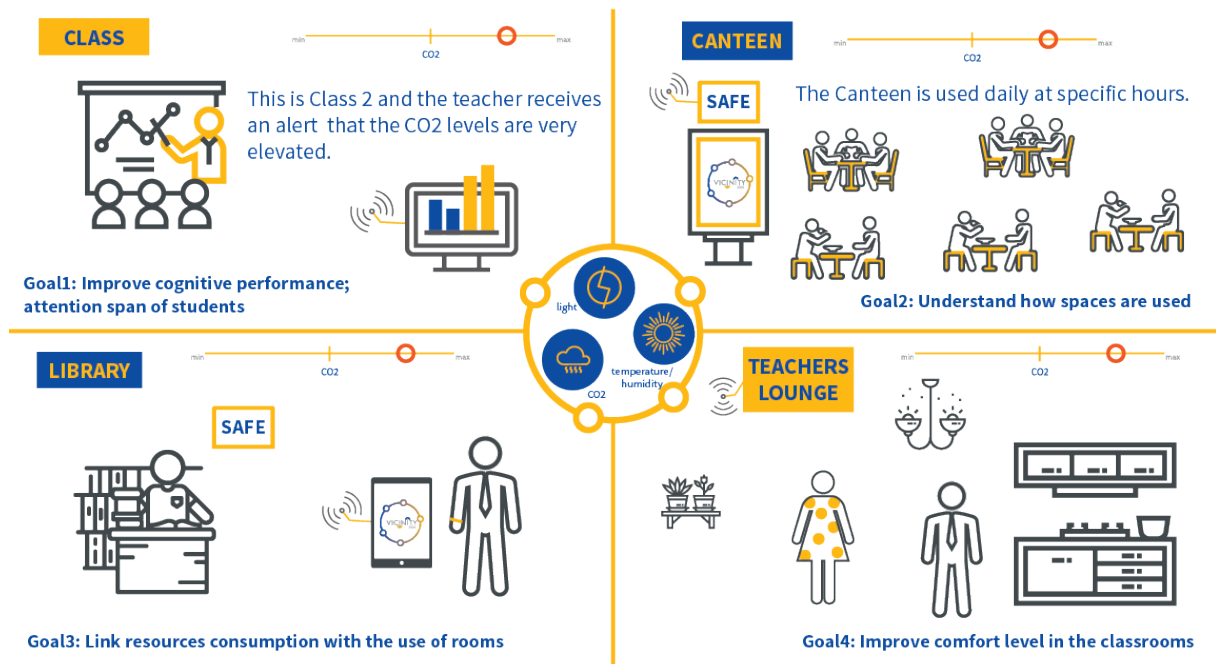 CLASS
min
CO2
max
This is Class 2 and the teacher receives
an alert that the CO2 levels are very
elevated.
Goal1: Improve cognitive performance;
attention span of students
CANTEEN
min
CO2
max
SAFE
The Canteen is used daily at specific hours.
VICINITY
Goal2: Understand how spaces are used
light
temperature/
humidity
CO2
LIBRARY
min
CO2
max
SAFE
VICINITY
Goal3: Link resources consumption with the use of rooms
TEACHERS
LOUNGE
min
CO2
max
Goal4: Improve comfort level in the classrooms